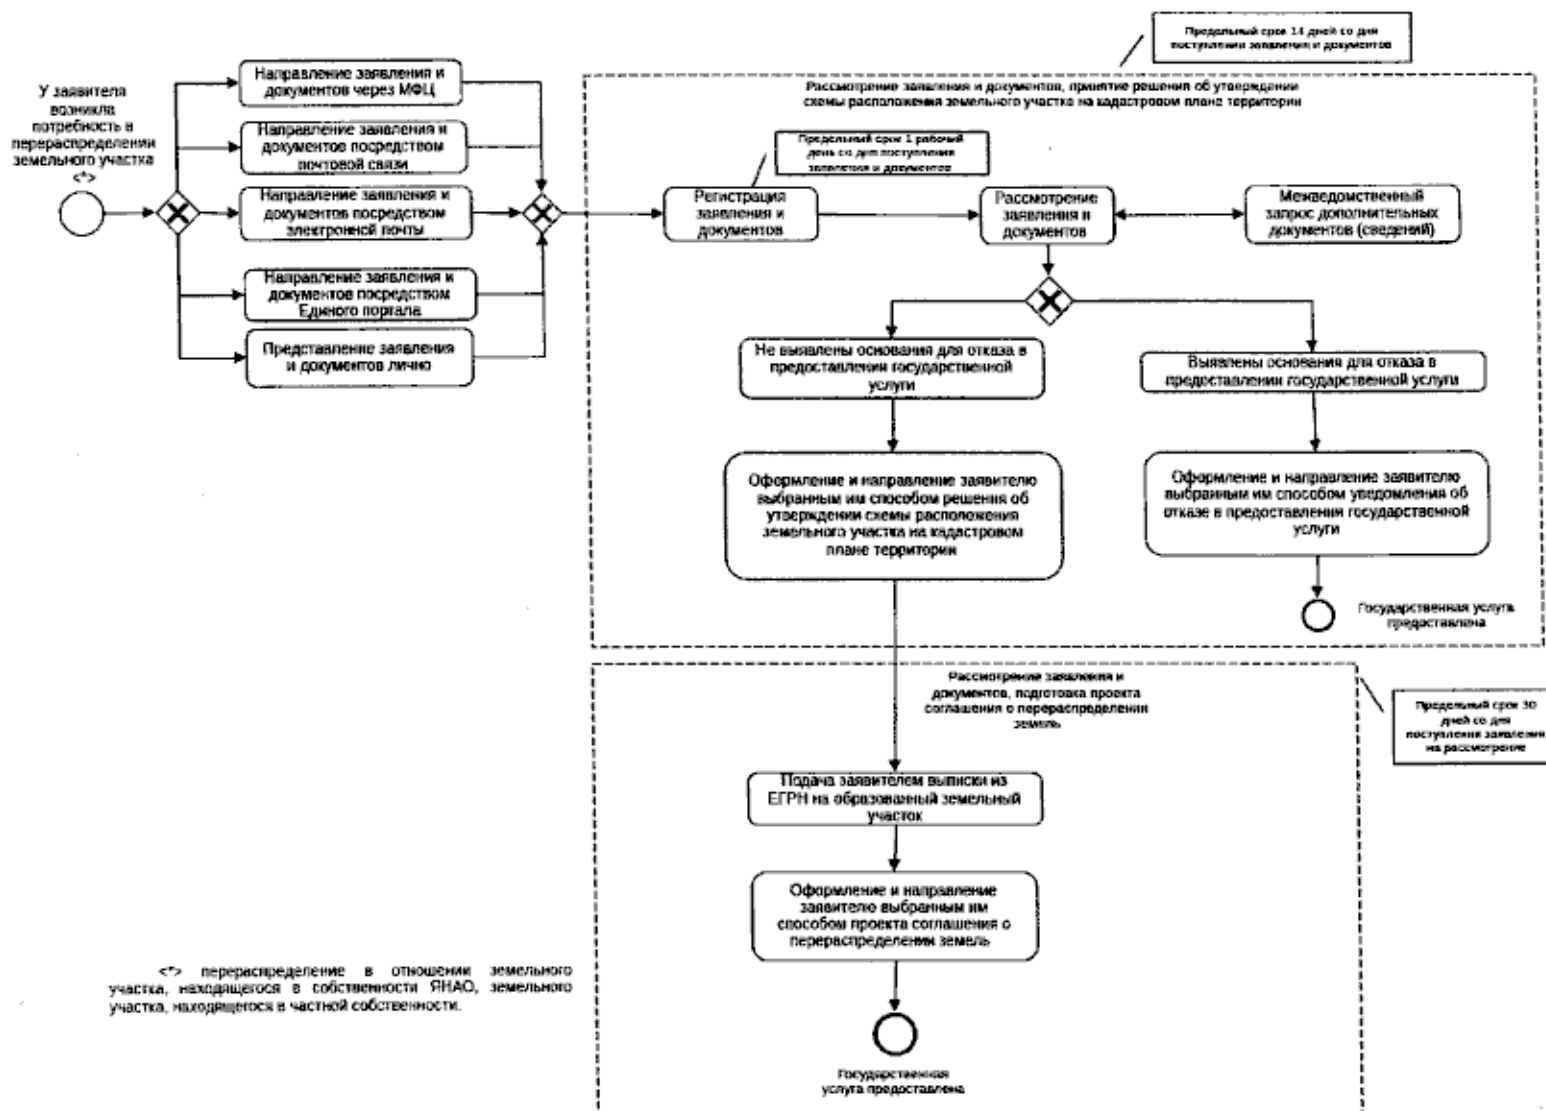 У заявителя
возникла
потребность в
перераспределении
земельного участка
<*>
Направление заявления и
документов через МФЦ
Направление заявления и
документов посредством
почтовой связи
Направление заявления и
документов посредством
электронной почты
Направление заявления и
документов посредством
Единого портала
Представление заявления
и документов лично
Предельный срок 14 дней со дня
поступления заявления и документов
Рассмотрение заявления и документов, принятие решения об утверждении
схемы расположения земельного участка на кадастровом плане территории
Предельный срок 1 рабочий
день со дня поступления
заявления и документов
Регистрация
заявления и
документов
Рассмотрение
заявления и
документов
Межведомственный
запрос дополнительных
документов (сведений)
Не выявлены основания для отказа в
предоставлении государственной
услуги
Выявлены основания для отказа в
предоставлении государственной услуги
Оформление и направление заявителю
выбранным им способом решения об
утверждении схемы расположения
земельного участка на кадастровом
плане территории
Оформление и направление заявителю
выбранным им способом уведомления об
отказе в предоставлении государственной
услуги
Государственная услуга
предоставлена
Рассмотрение заявления и
документов, подготовка проекта
соглашения о перераспределении
земель
Предельный срок 30
дней со дня
поступления заявления
на рассмотрение
Подача заявителем выписки из
ЕГРН на образованный земельный
участок
Оформление и направление
заявителю выбранным им
способом проекта соглашения о
перераспределении земель
<*> перераспределение в отношении земельного
участка, находящегося в собственности ЯНАО, земельного
участка, находящегося в частной собственности.
Государственная
услуга предоставлена